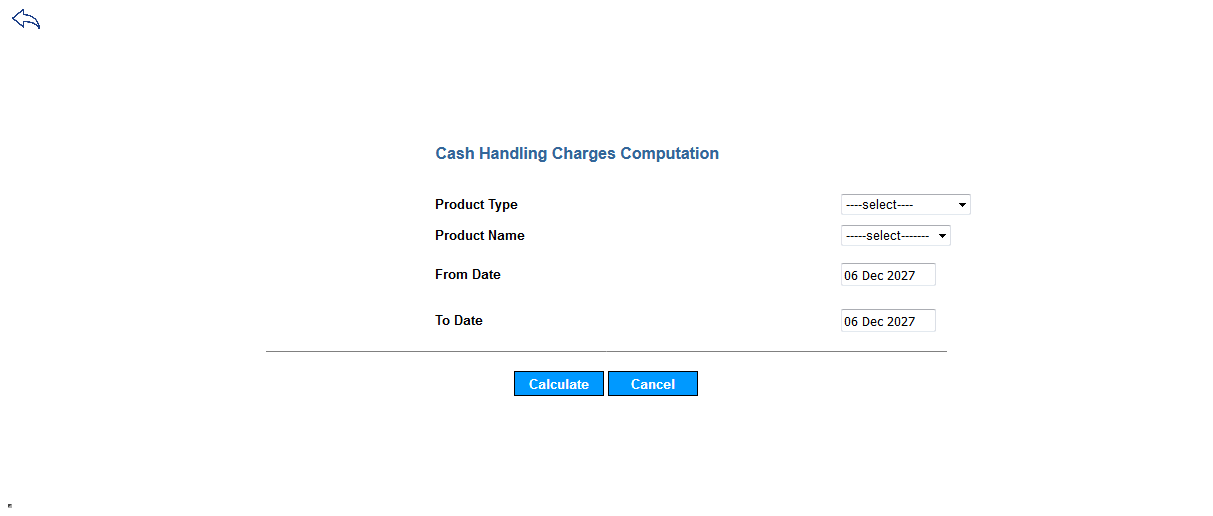 Cash Handling Charges Computation
Product Type ----select----
Product Name -----select-------
From Date 06 Dec 2027
To Date 06 Dec 2027
Calculate Cancel